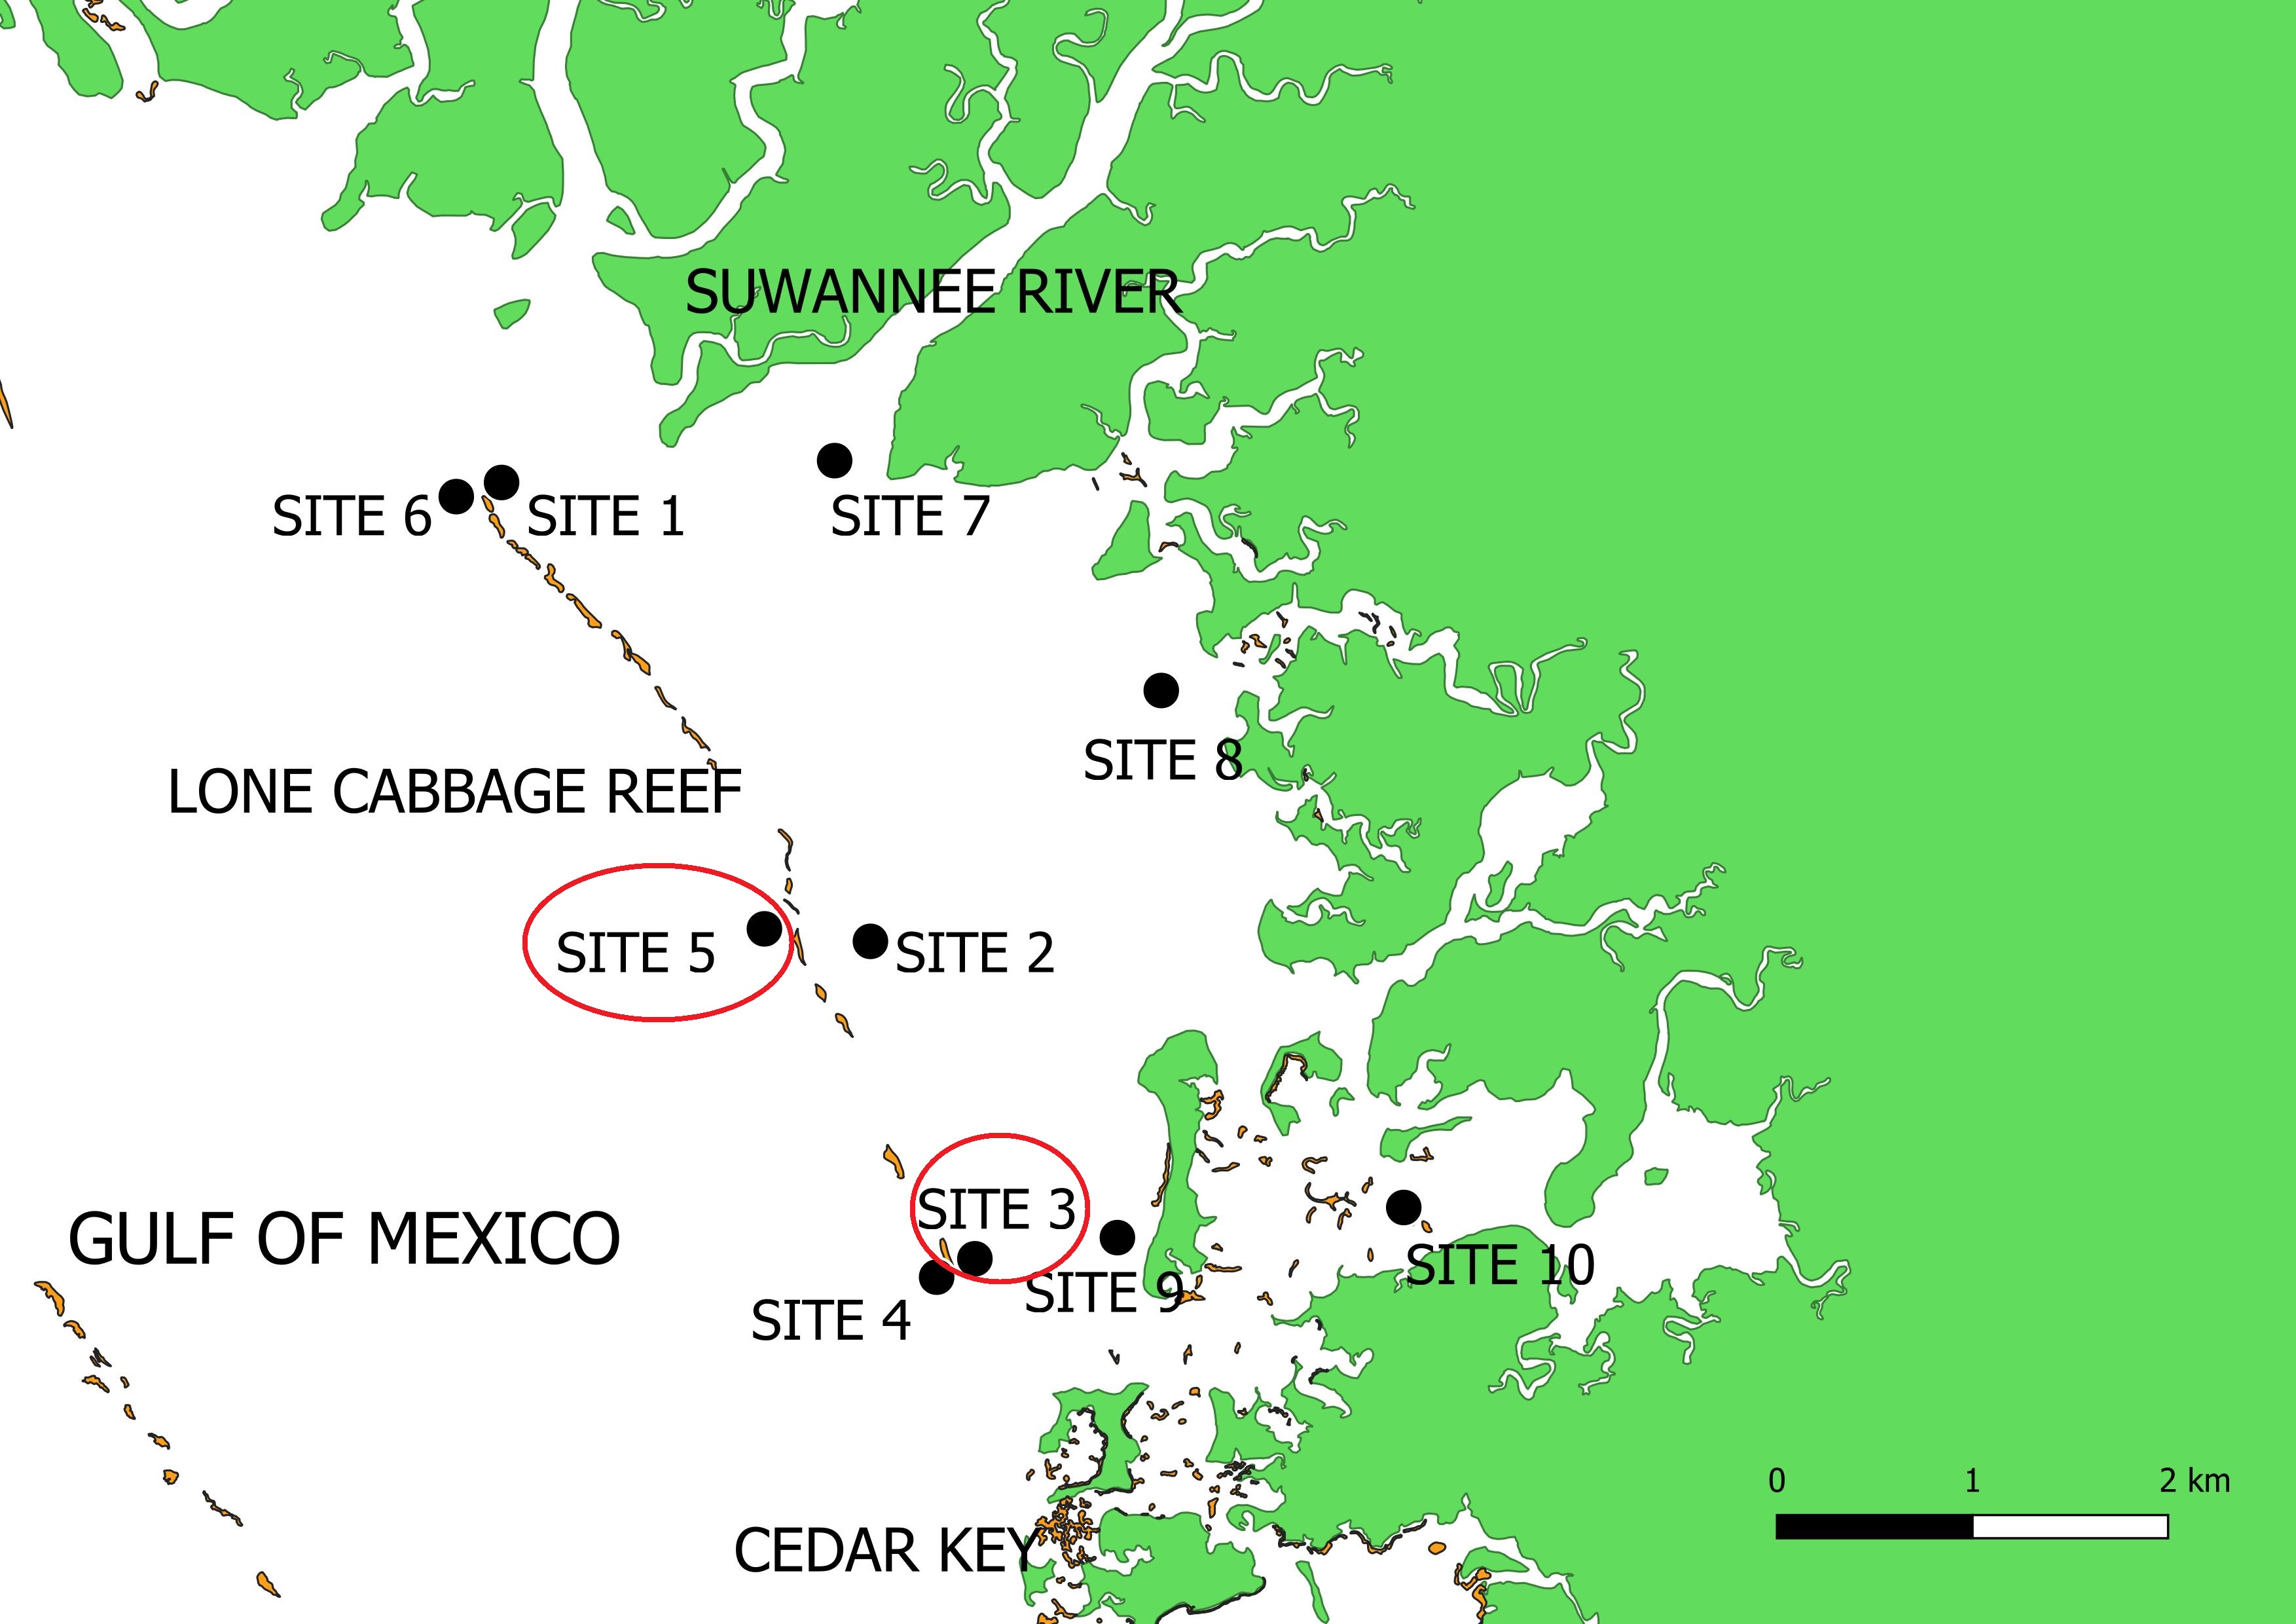 SUWANNEE RIVER
SITE 6
SITE 1
SITE 7
SITE 8
LONE CABBAGE REEF
SITE 5
SITE 2
SITE 3
GULF OF MEXICO
SITE 10
SITE 9
SITE 4
0 1 2 km
CEDAR KEY